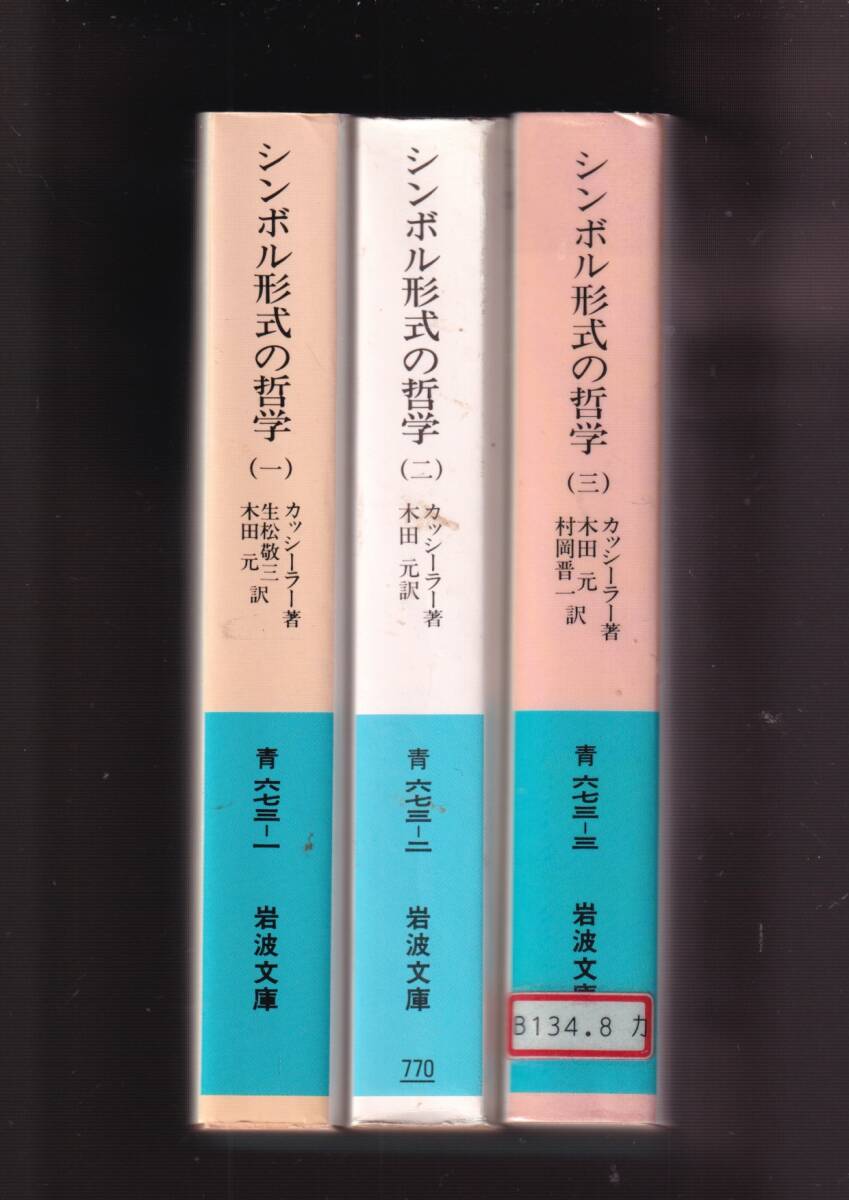 シンボル形式の哲学
(一)
カッシーラー著
生松敬三
木田 元 訳
青 六七三-一
岩波文庫
シンボル形式の哲学
(二)
カッシーラー著
木田 元訳
青 六七三-二
岩波文庫
770
シンボル形式の哲学
(三)
カッシーラー著
木田 元
村岡晋一 訳
青 六七三-三
岩波文庫
B134.8 カ